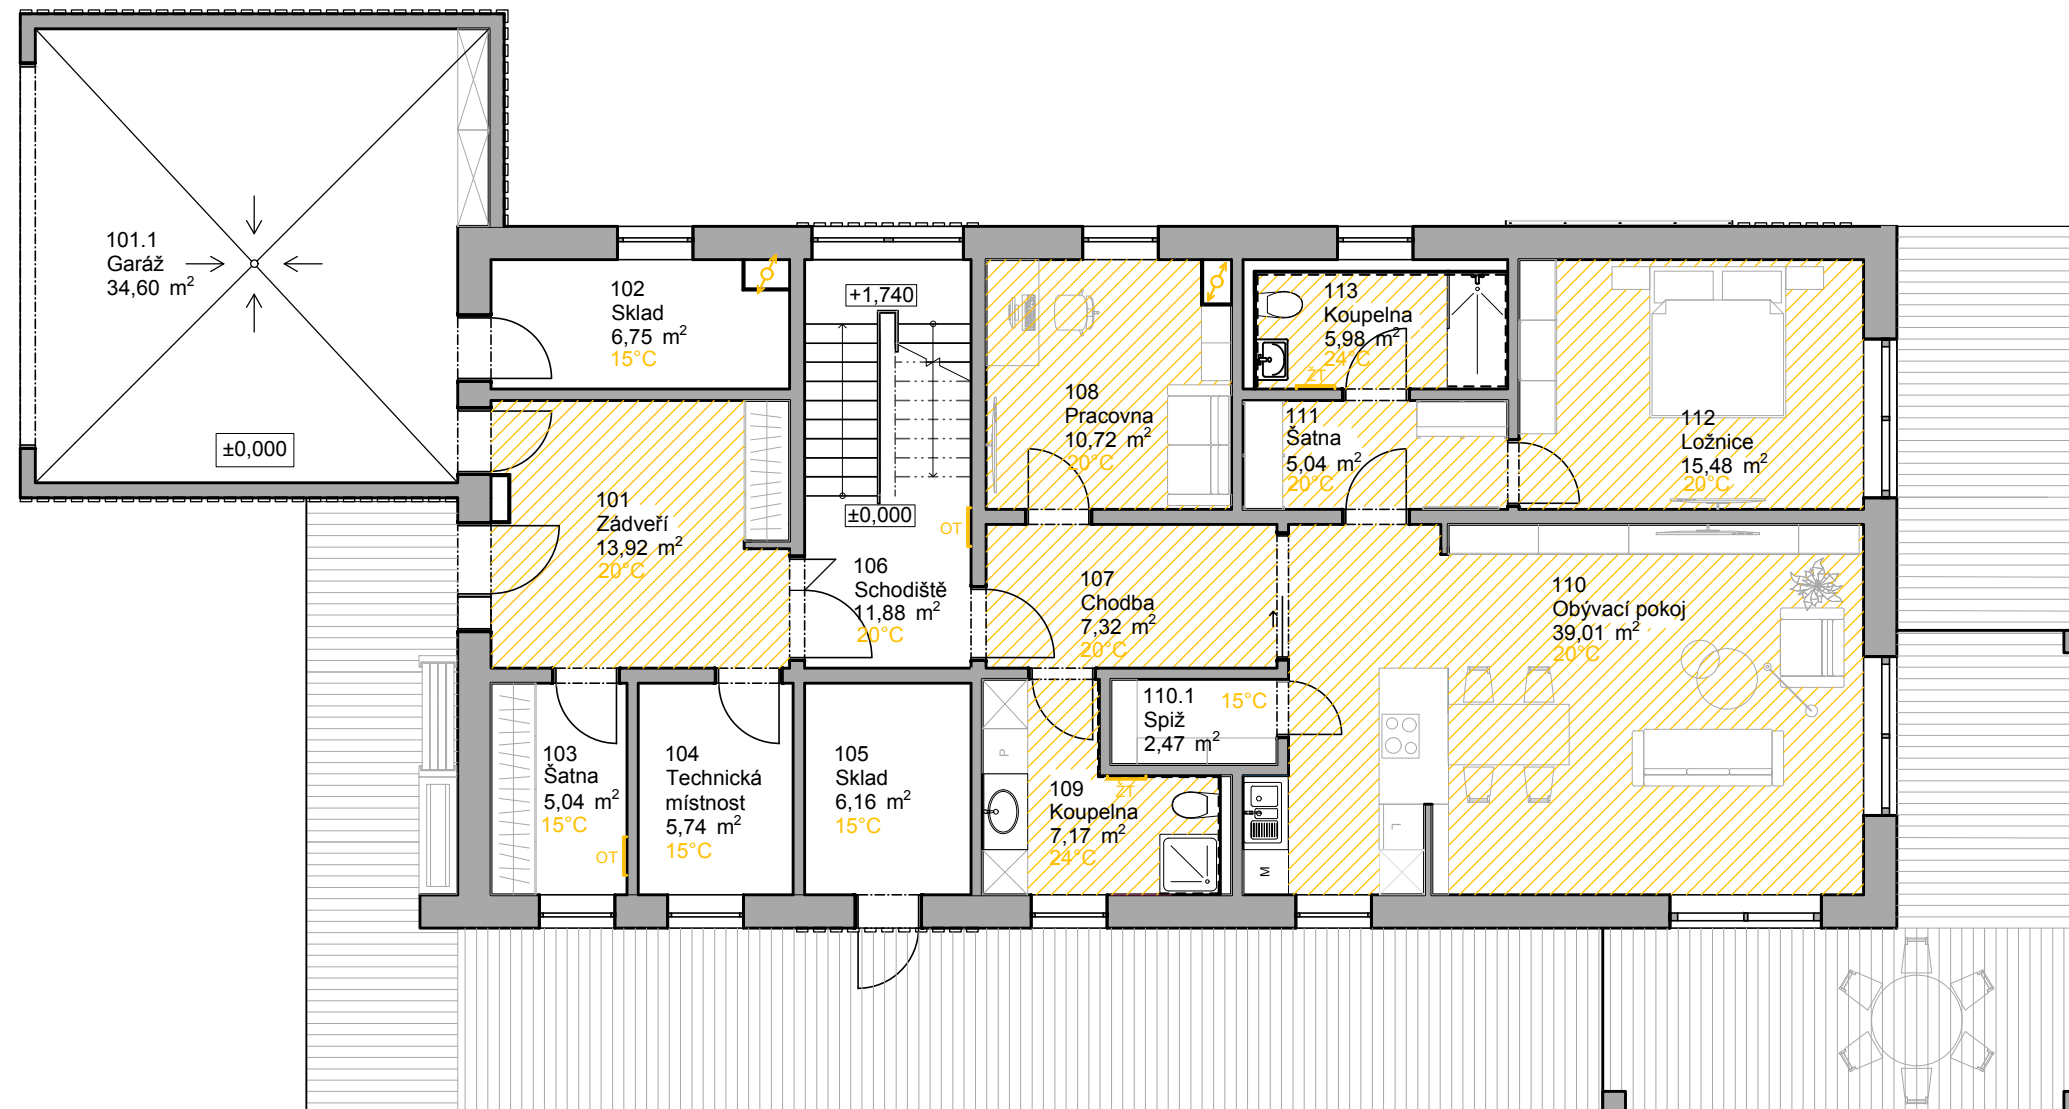 101.1
Garáž
34,60 m²
±0,000
102
Sklad
6,75 m²
15°C
+1,740
±0,000
101
Zádveří
13,92 m²
20°C
106
Schodiště
11,88 m²
20°C
OT
108
Pracovna
10,72 m²
20°C
113
Koupelna
5,98 m²
24°C
ŽT
111
Šatna
5,04 m²
20°C
112
Ložnice
15,48 m²
20°C
107
Chodba
7,32 m²
20°C
110
Obývací pokoj
39,01 m²
20°C
110.1
Spiž
2,47 m²
15°C
103
Šatna
5,04 m²
15°C
OT
104
Technická
místnost
5,74 m²
15°C
105
Sklad
6,16 m²
15°C
P
109
Koupelna
7,17 m²
24°C
ŽT
M
L